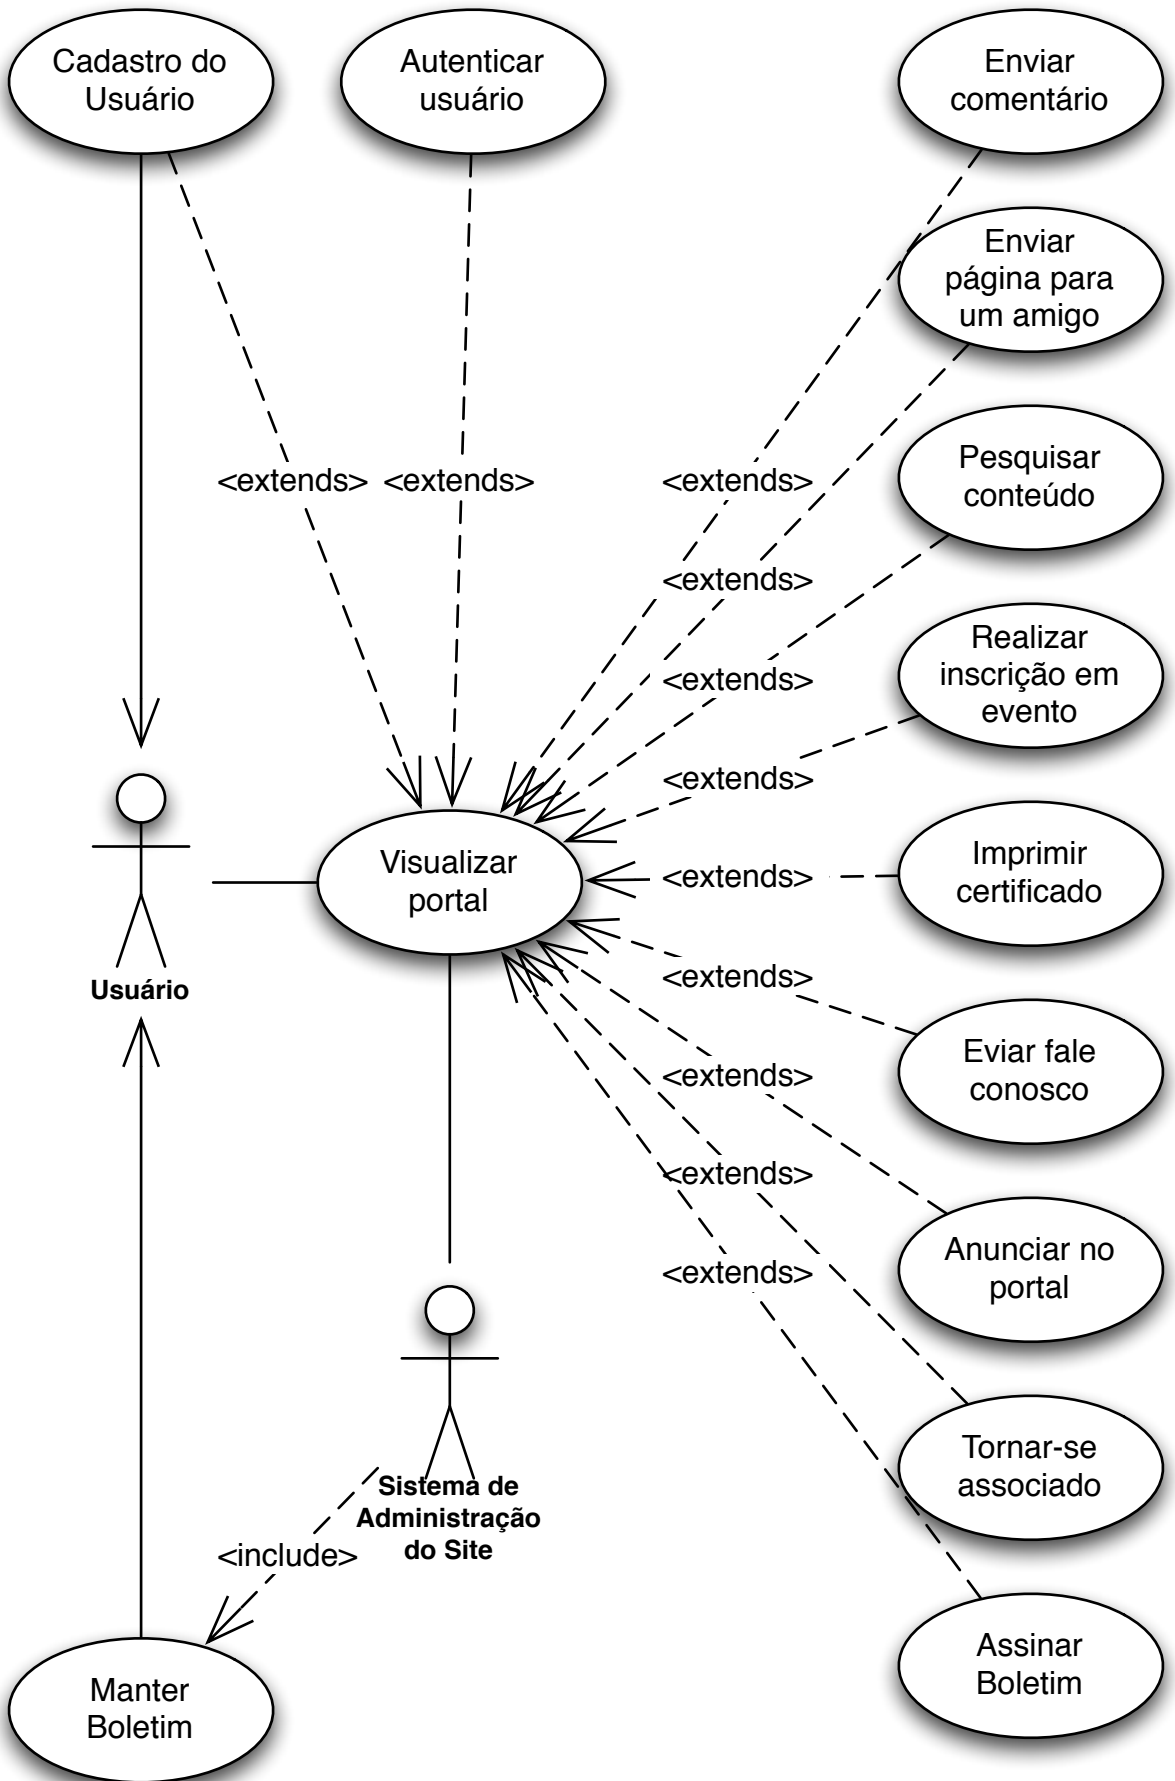 Cadastro do
Usuário
Autenticar
usuário
Enviar
comentário
Enviar
página para
um amigo
Pesquisar
conteúdo
<extends>
<extends>
<extends>
<extends>
<extends>
Realizar
inscrição em
evento
<extends>
Visualizar
portal
<extends>
Imprimir
certificado
Usuário
<extends>
Eviar fale
conosco
<extends>
<extends>
<extends>
Anunciar no
portal
Tornar-se
associado
Sistema de
Administração
do Site
<include>
Manter
Boletim
Assinar
Boletim